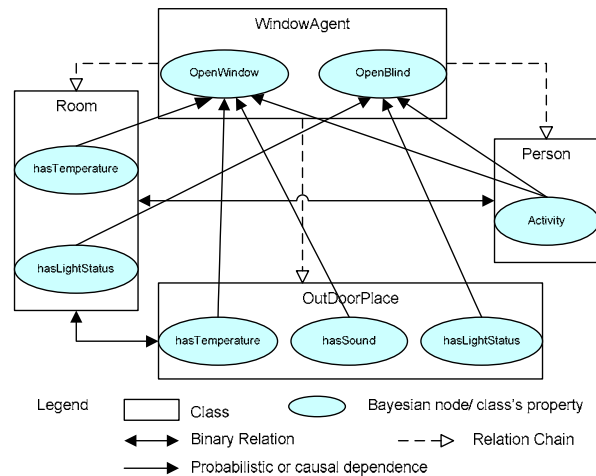 WindowAgent
OpenWindow
OpenBlind
Room
hasTemperature
hasLightStatus
Person
Activity
OutDoorPlace
hasTemperature
hasSound
hasLightStatus
Legend
Class
Bayesian node/ class's property
Binary Relation
Relation Chain
Probabilistic or causal dependence